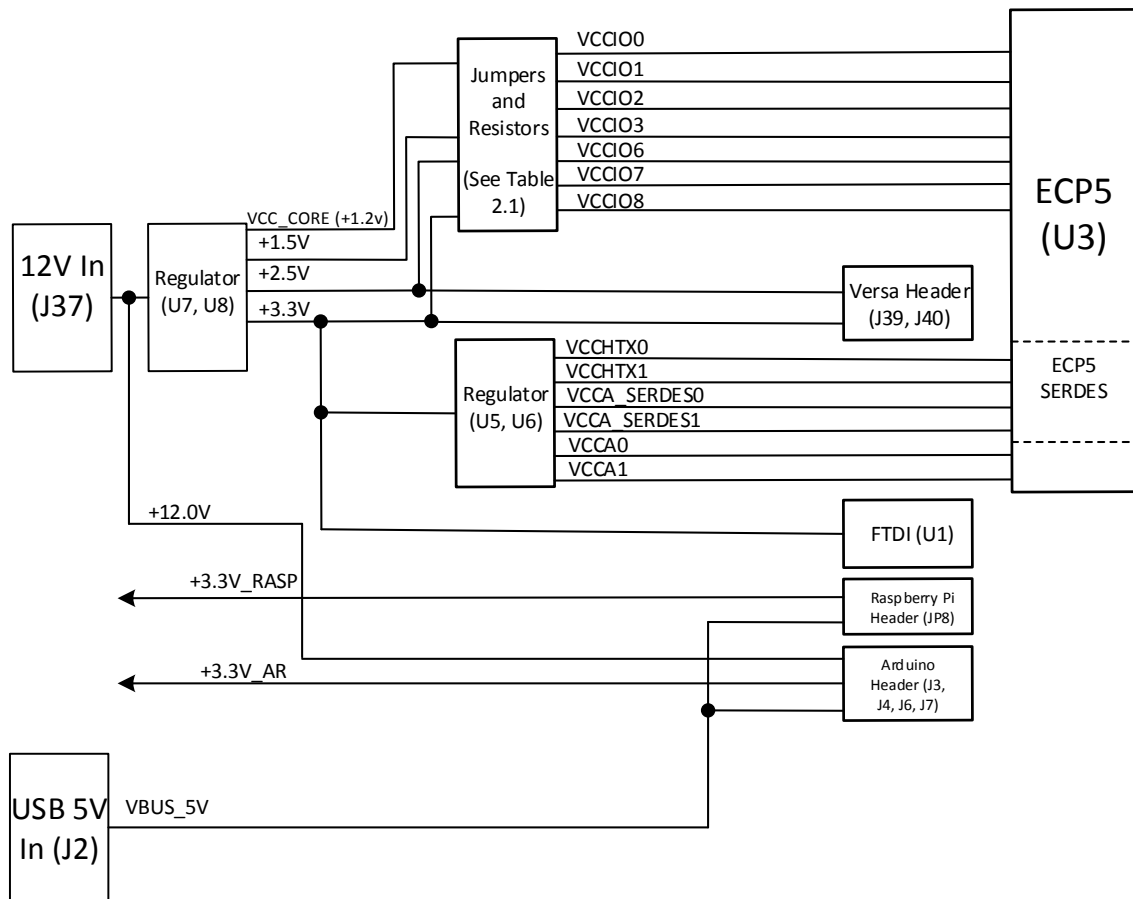 VCCIO0
VCCIO1
VCCIO2
VCCIO3
VCCIO6
VCCIO7
VCCIO8
Jumpers
and
Resistors
(See Table
2.1)
ECP5
(U3)
12V In
(J37)
Regulator
(U7, U8)
VCC_CORE (+1.2v)
+1.5V
+2.5V
+3.3V
Versa Header
(J39, J40)
Regulator
(U5, U6)
VCCHTX0
VCCHTX1
VCCA_SERDES0
VCCA_SERDES1
VCCA0
VCCA1
ECP5
SERDES
+12.0V
FTDI (U1)
+3.3V_RASP
Raspberry Pi
Header (JP8)
+3.3V_AR
Arduino
Header (J3,
J4, J6, J7)
USB 5V
In (J2)
VBUS_5V